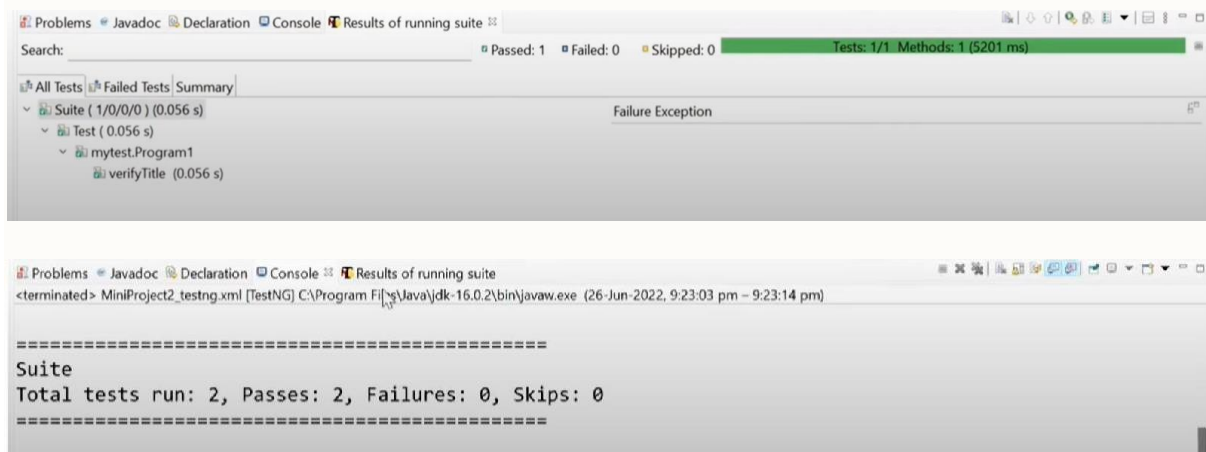 Problems Javadoc Declaration Console Results of running suite
Search: Passed: 1 Failed: 0 Skipped: 0 Tests: 1/1 Methods: 1 (5201 ms)
All Tests Failed Tests Summary
Suite ( 1/0/0/0 ) (0.056 s) Failure Exception
Test ( 0.056 s)
mytest.Program1
verifyTitle (0.056 s)
Problems Javadoc Declaration Console Results of running suite
<terminated> MiniProject2_testng.xml [TestNG] C:\Program Files\Java\jdk-16.0.2\bin\javaw.exe (26-Jun-2022, 9:23:03 pm – 9:23:14 pm)
===============================================
Suite
Total tests run: 2, Passes: 2, Failures: 0, Skips: 0
===============================================